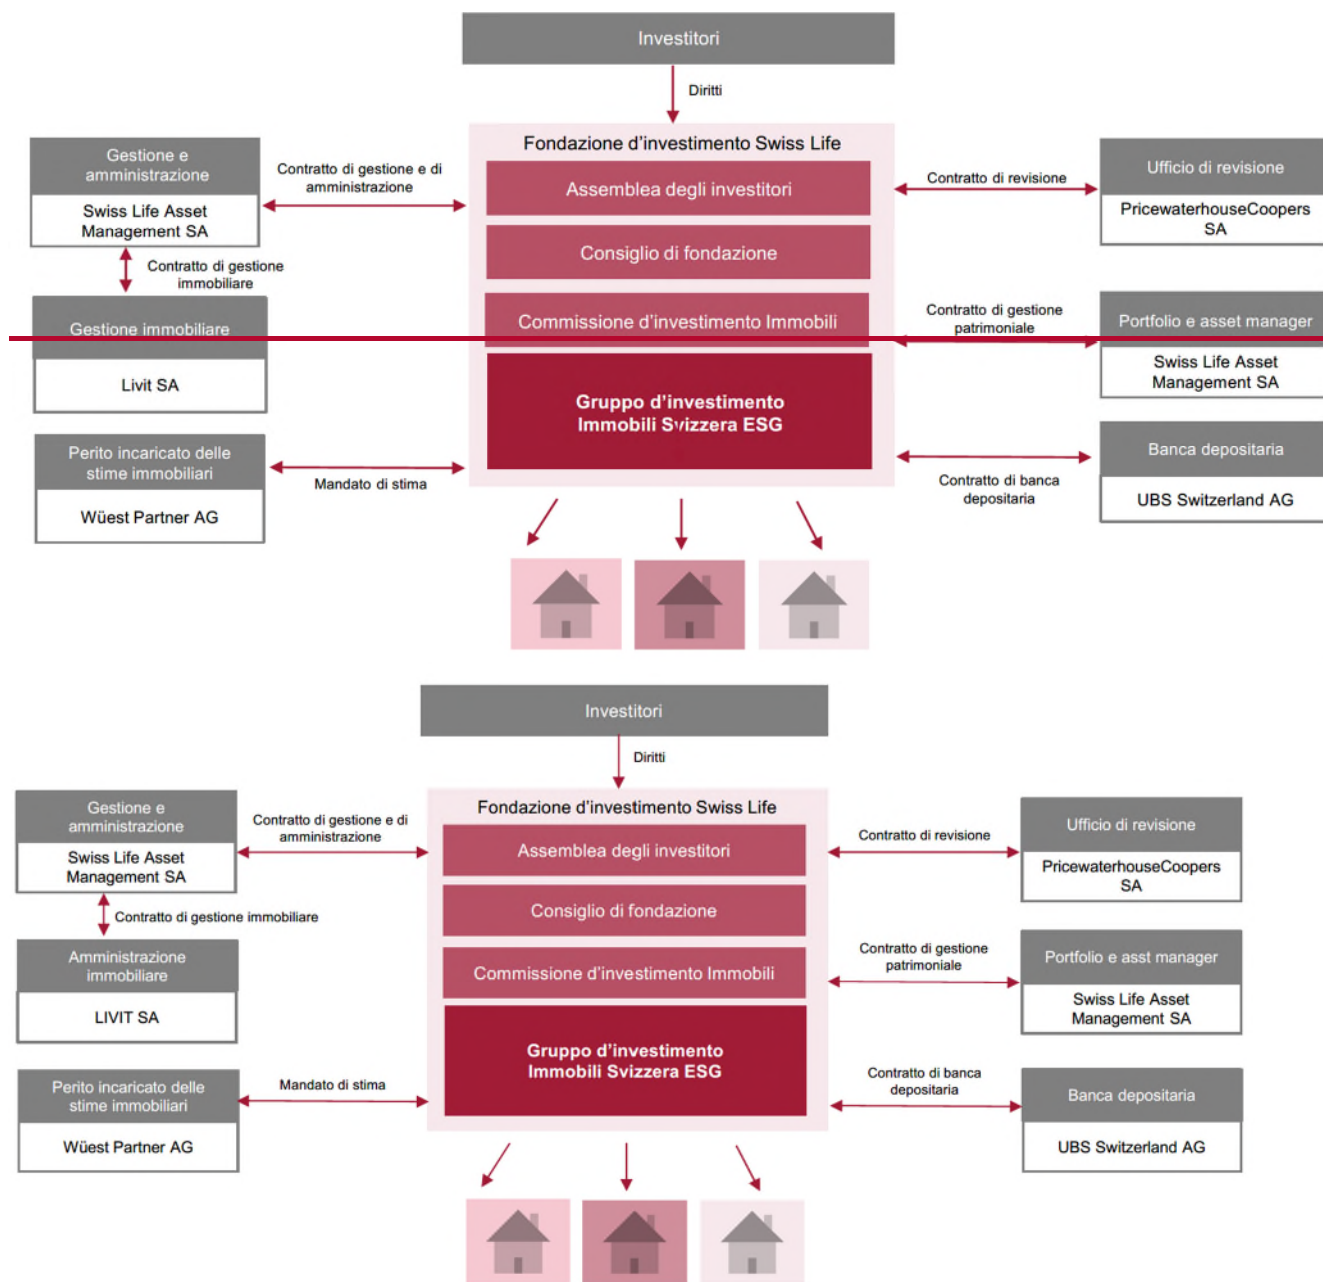 Investitori
Diritti
Fondazione d’investimento Swiss Life
Gestione e
amministrazione
Swiss Life Asset
Management SA
Contratto di gestione e di
amministrazione
Assemblea degli investitori
Contratto di revisione
Ufficio di revisione
PricewaterhouseCoopers
SA
Contratto di gestione
immobiliare
Consiglio di fondazione
Gestione immobiliare
Livit SA
Commissione d’investimento Immobili
Contratto di gestione
patrimoniale
Portfolio e asset manager
Swiss Life Asset
Management SA
Gruppo d’investimento
Immobili Svizzera ESG
Perito incaricato delle
stime immobiliari
Wüest Partner AG
Mandato di stima
Contratto di banca
depositaria
Banca depositaria
UBS Switzerland AG
Investitori
Diritti
Fondazione d’investimento Swiss Life
Gestione e
amministrazione
Swiss Life Asset
Management SA
Contratto di gestione e di
amministrazione
Assemblea degli investitori
Contratto di revisione
Ufficio di revisione
PricewaterhouseCoopers
SA
Contratto di gestione immobiliare
Consiglio di fondazione
Amministrazione
immobiliare
LIVIT SA
Commissione d’investimento Immobili
Contratto di gestione
patrimoniale
Portfolio e asst manager
Swiss Life Asset
Management SA
Gruppo d’investimento
Immobili Svizzera ESG
Perito incaricato delle
stime immobiliari
Wüest Partner AG
Mandato di stima
Contratto di banca
depositaria
Banca depositaria
UBS Switzerland AG